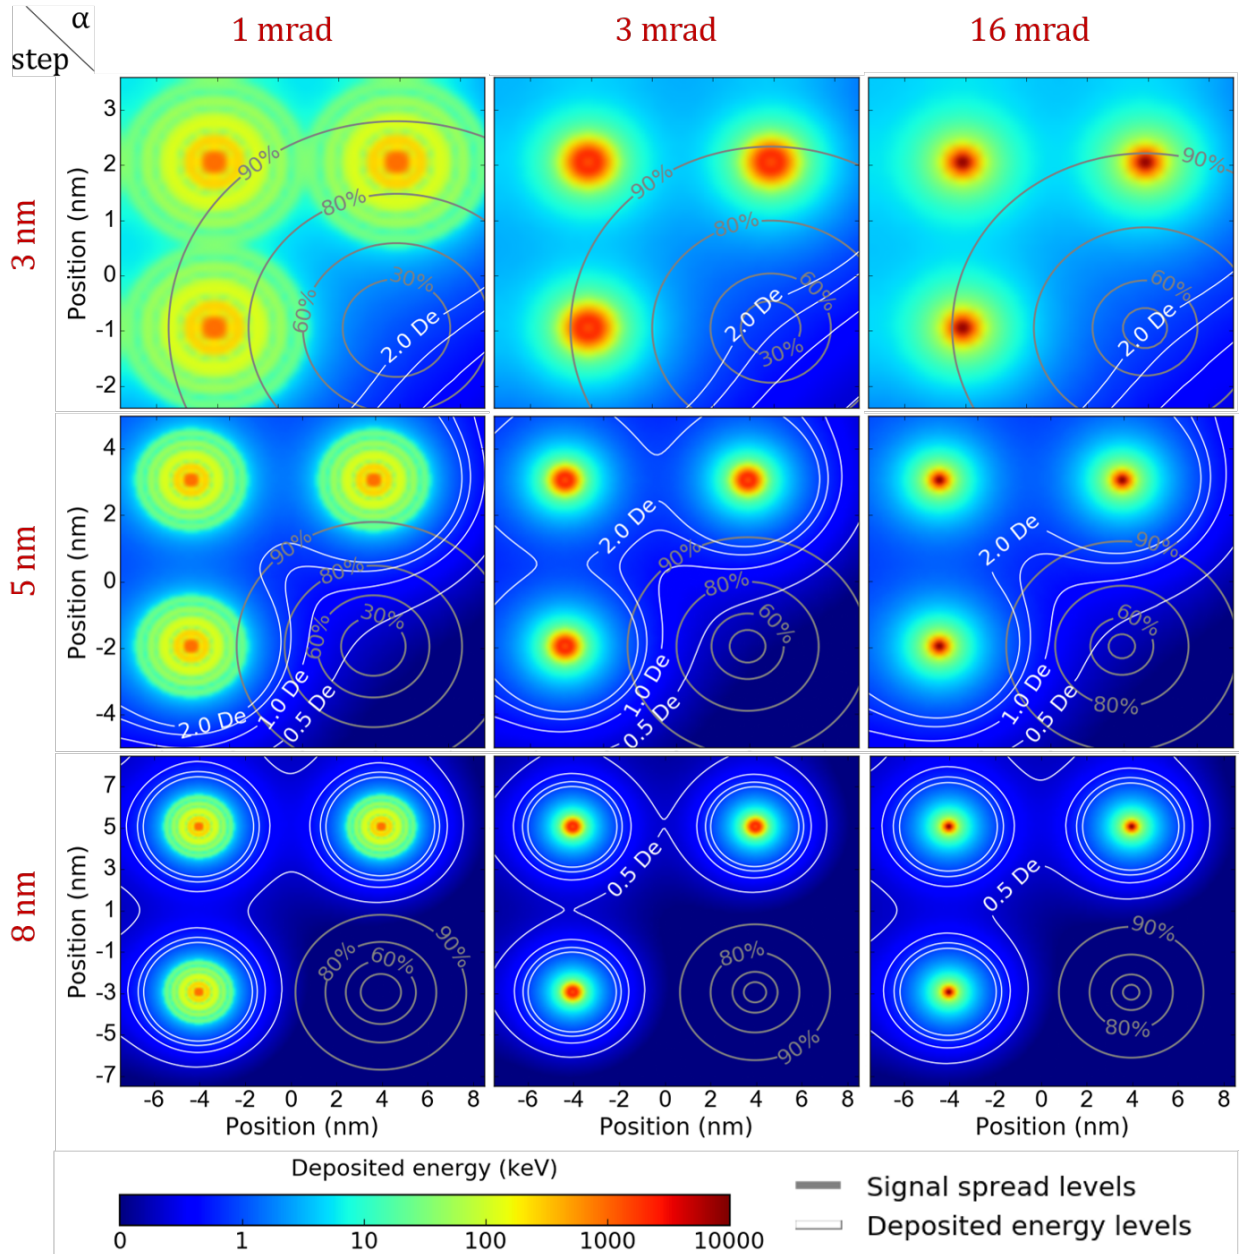 α
step
1 mrad
3 mrad
16 mrad
3 nm
Position (nm)
3
2
1
0
-1
-2
90%
80%
60%
30%
2.0 De
90%
80%
60%
30%
2.0 De
90%
60%
2.0 De
5 nm
Position (nm)
4
2
0
-2
-4
90%
80%
30%
60%
2.0 De
1.0 De
0.5 De
2.0 De
90%
80%
60%
1.0 De
0.5 De
2.0 De
90%
60%
80%
1.0 De
0.5 De
8 nm
Position (nm)
7
5
3
1
-1
-3
-5
-7
80%
60%
90%
0.5 De
80%
90%
0.5 De
90%
80%
-6 -4 -2 0 2 4 6 8
-6 -4 -2 0 2 4 6 8
-6 -4 -2 0 2 4 6 8
Position (nm)
Position (nm)
Position (nm)
Deposited energy (keV)
0 1 10 100 1000 10000
Signal spread levels
Deposited energy levels